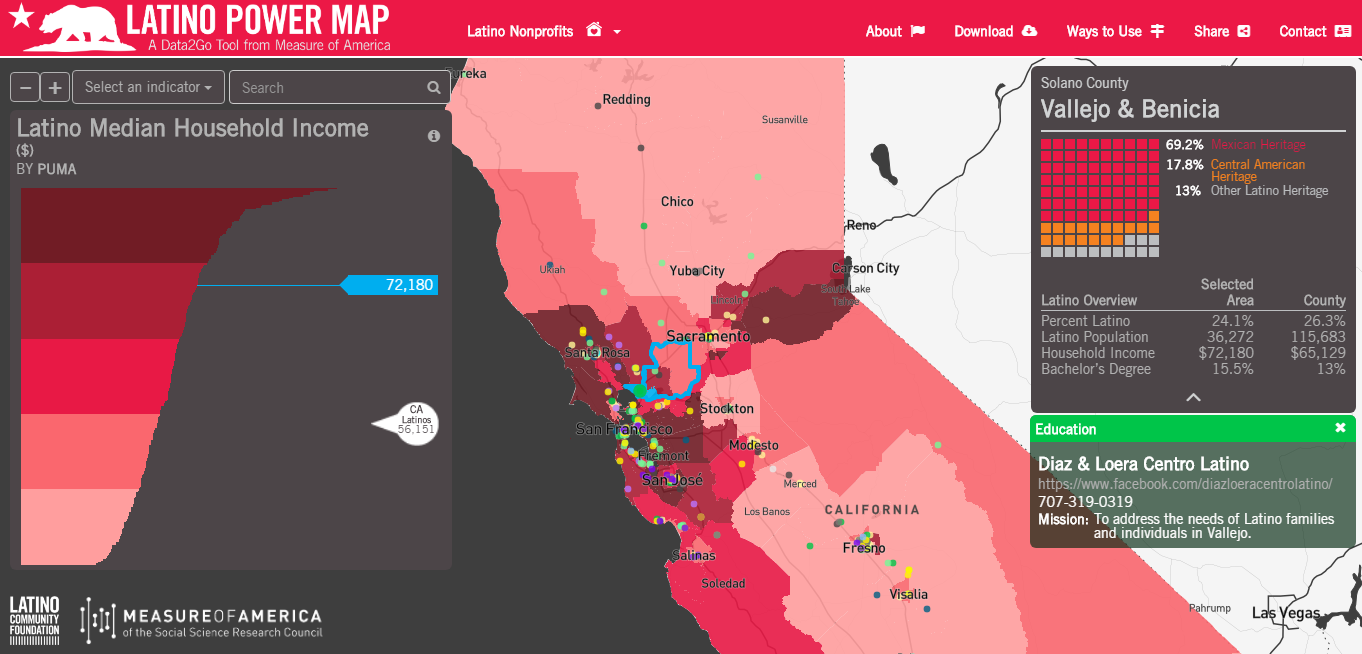 LATINO POWER MAP
A Data2Go Tool from Measure of America
Latino Nonprofits
About
Download
Ways to Use
Share
Contact
Select an indicator
Search
Latino Median Household Income
($)
BY PUMA
72,180
CA
Latinos
56,151
LATINO
COMMUNITY
FOUNDATION
MEASURE OF AMERICA
of the Social Science Research Council
Eureka
Redding
Susanville
Chico
Reno
Ukiah
Yuba City
Carson City
South Lake
Tahoe
Lincoln
Sacramento
Santa Rosa
Stockton
San Francisco
Modesto
Fremont
San José
Merced
Los Banos
CALIFORNIA
Fresno
Salinas
Soledad
Visalia
Pahrump
Las Vegas
Solano County
Vallejo & Benicia
69.2% Mexican Heritage
17.8% Central American
Heritage
13% Other Latino Heritage
Selected
Latino Overview Area County
Percent Latino 24.1% 26.3%
Latino Population 36,272 115,683
Household Income $72,180 $65,129
Bachelor's Degree 15.5% 13%
Education
Diaz & Loera Centro Latino
https://www.facebook.com/diazloeracentrolatino/
707-319-0319
Mission: To address the needs of Latino families
and individuals in Vallejo.